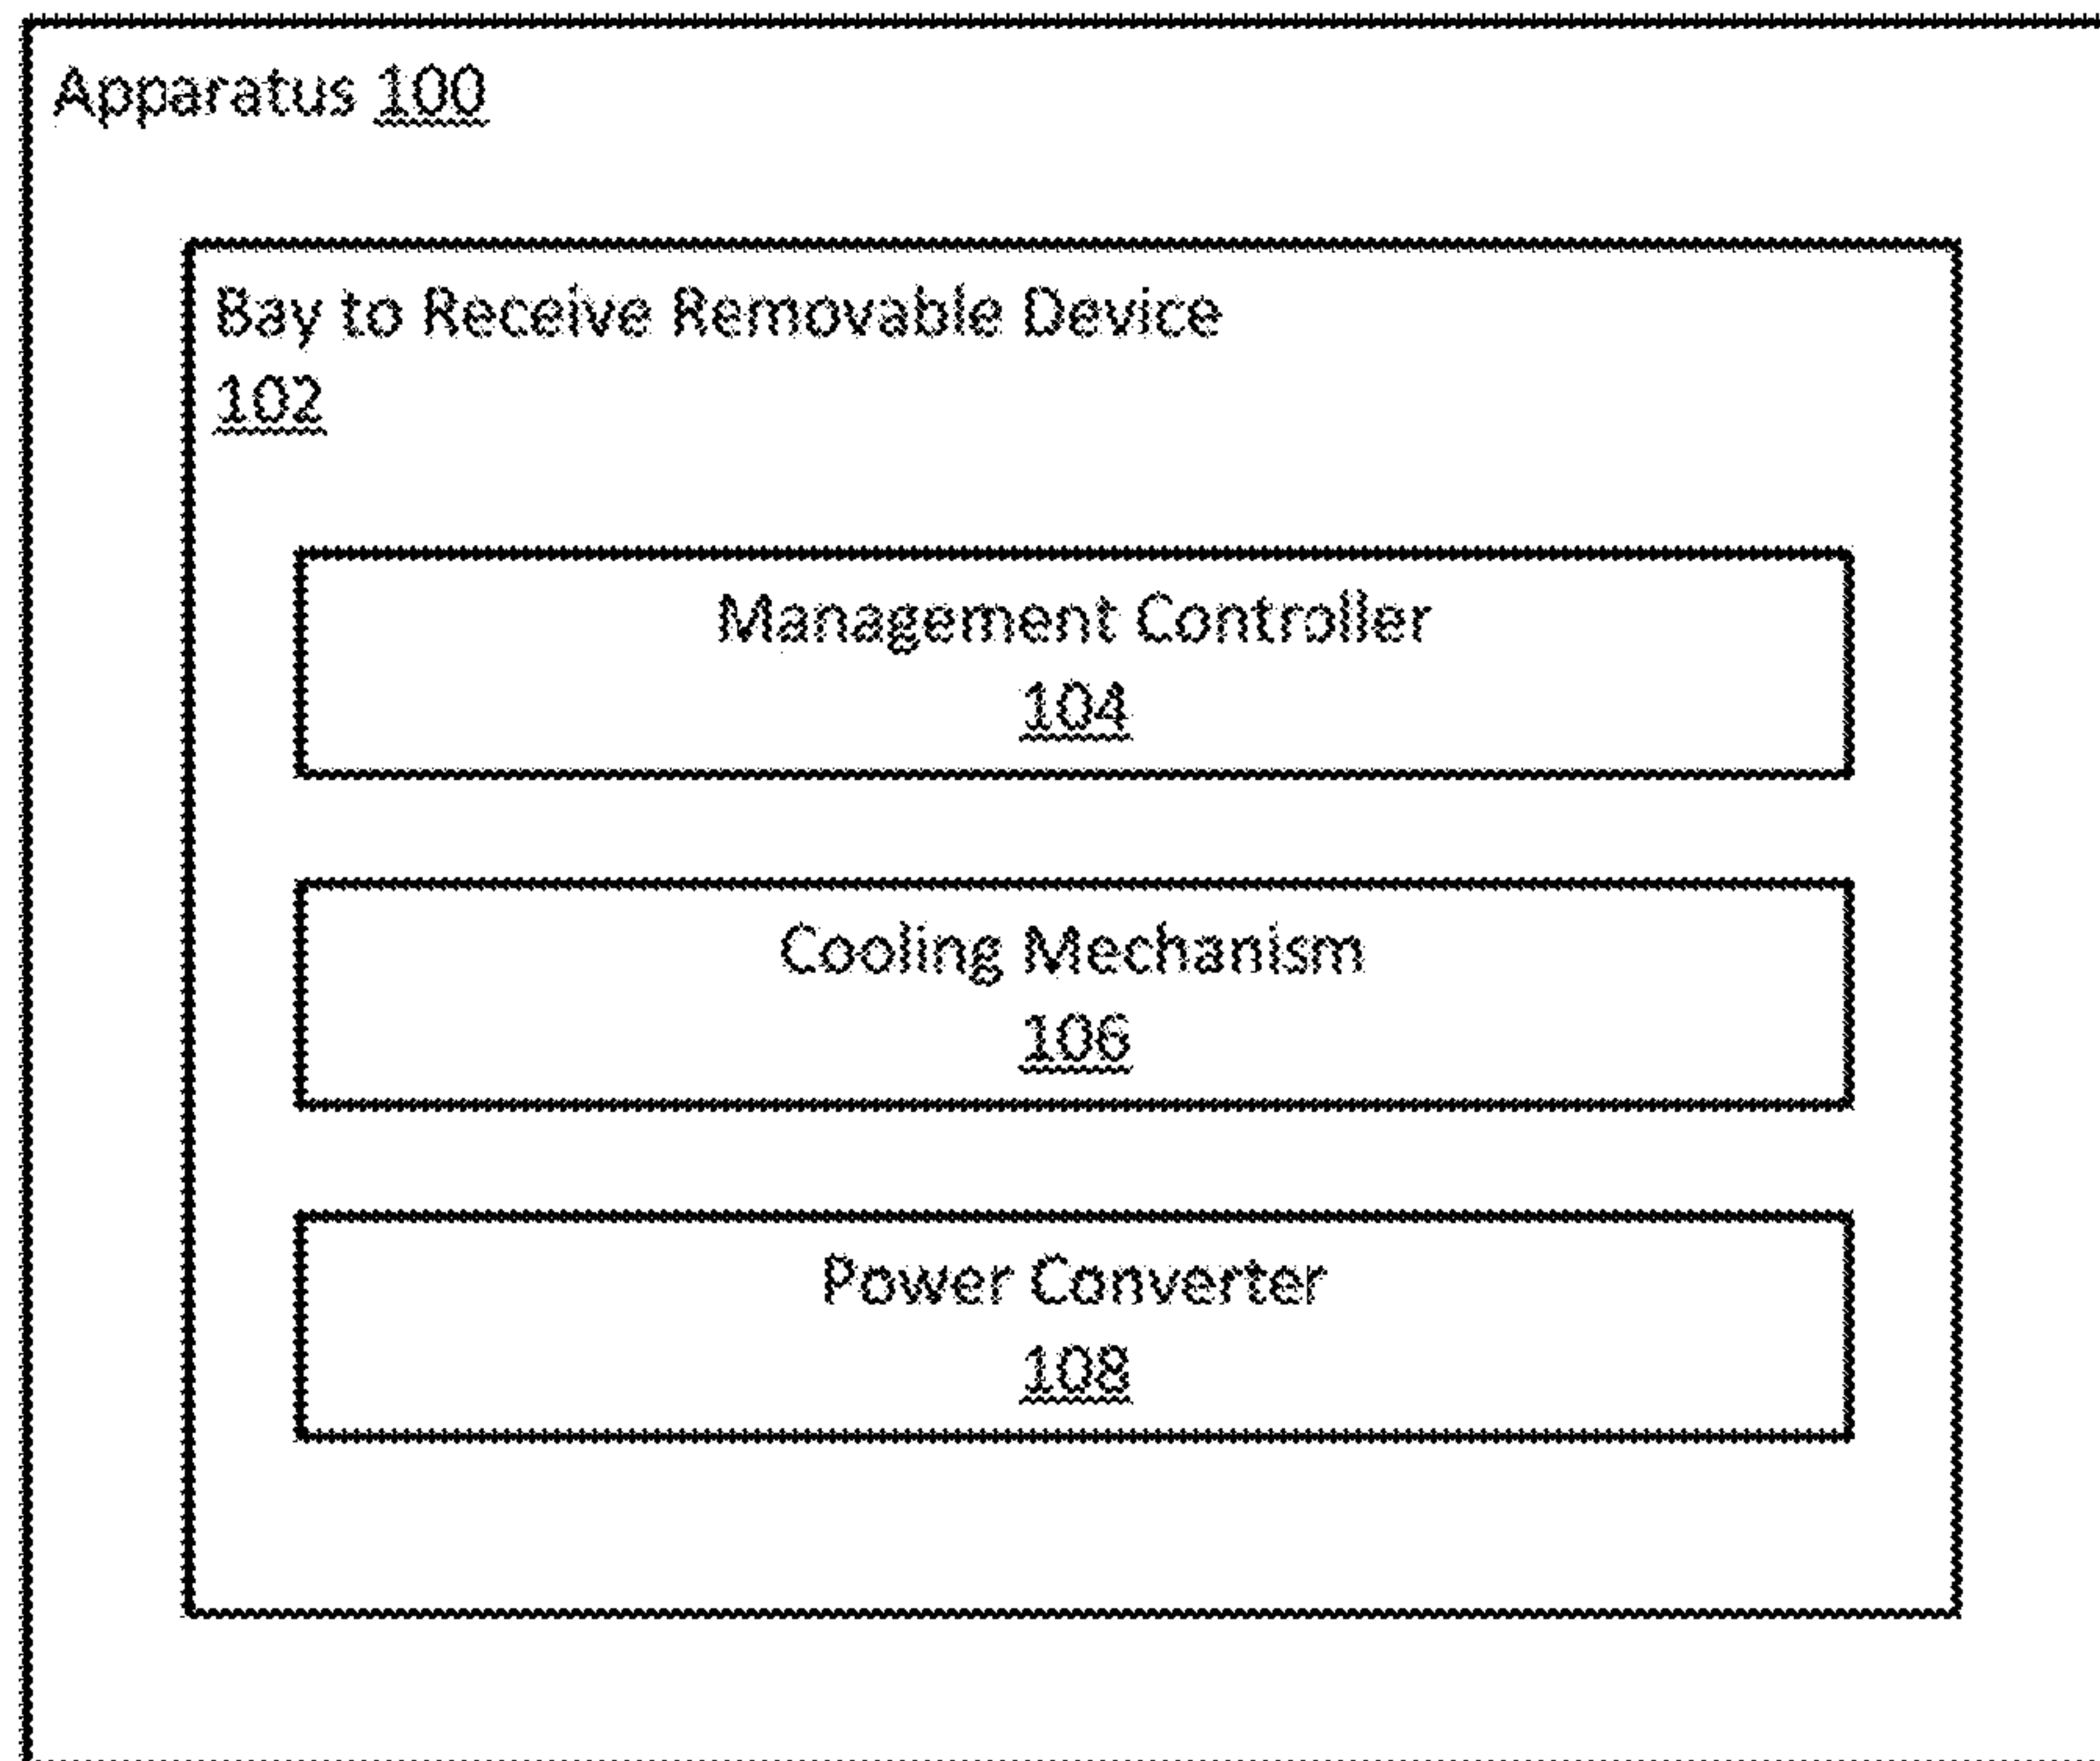 Apparatus 100
Bay to Receive Removable Device
102
Management Controller
104
Cooling Mechanism
106
Power Converter
108